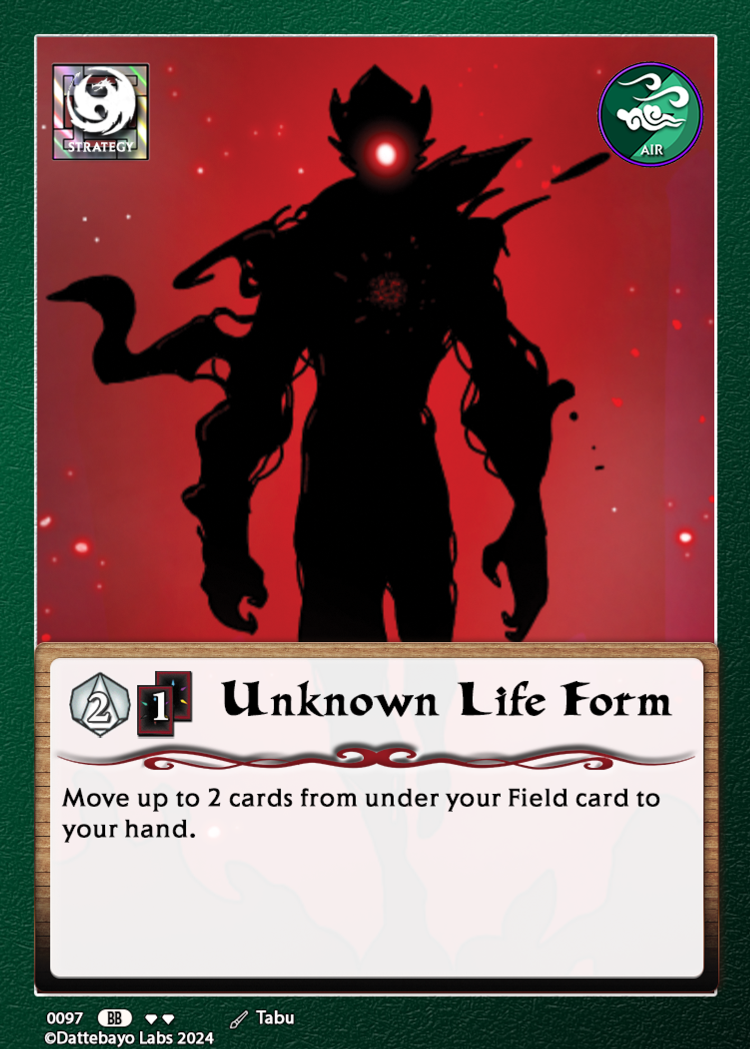 STRATEGY
AIR
2 1 Unknown Life Form
Move up to 2 cards from under your Field card to
your hand.
0097 BB Tabu
©Dattebayo Labs 2024